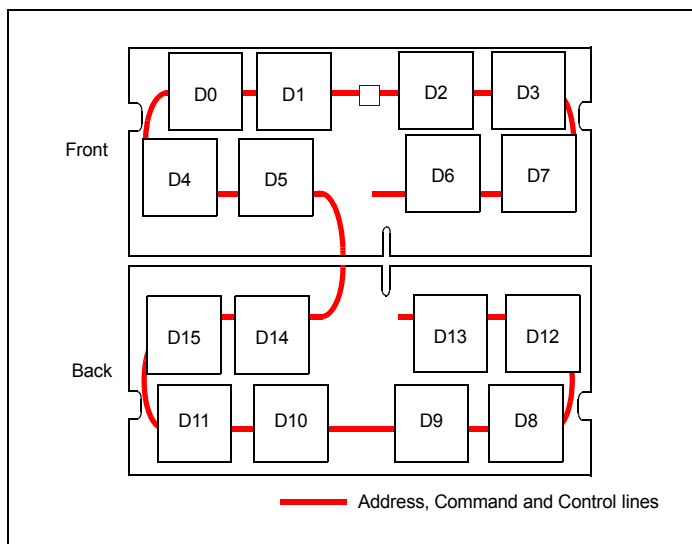 D0 D1 D2 D3
Front
D4 D5 D6 D7
D15 D14 D13 D12
Back
D11 D10 D9 D8
Address, Command and Control lines